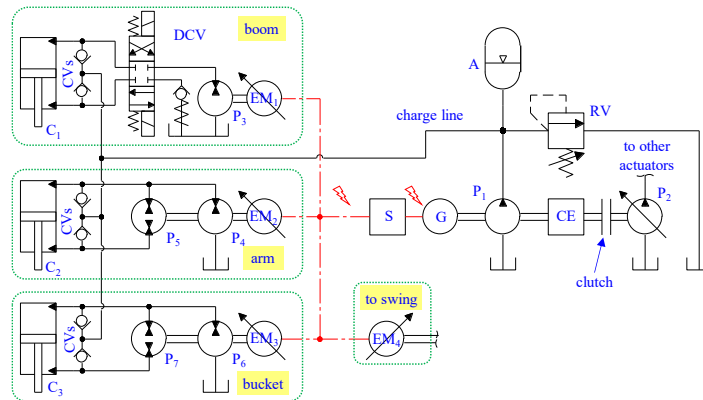 boom
DCV
CVs
C1
P3
EM1
A
RV
charge line
to other
actuators
CVs
C2
P5
P4
EM2
arm
S
G
P1
CE
P2
clutch
CVs
C3
P7
P6
EM3
bucket
to swing
EM4